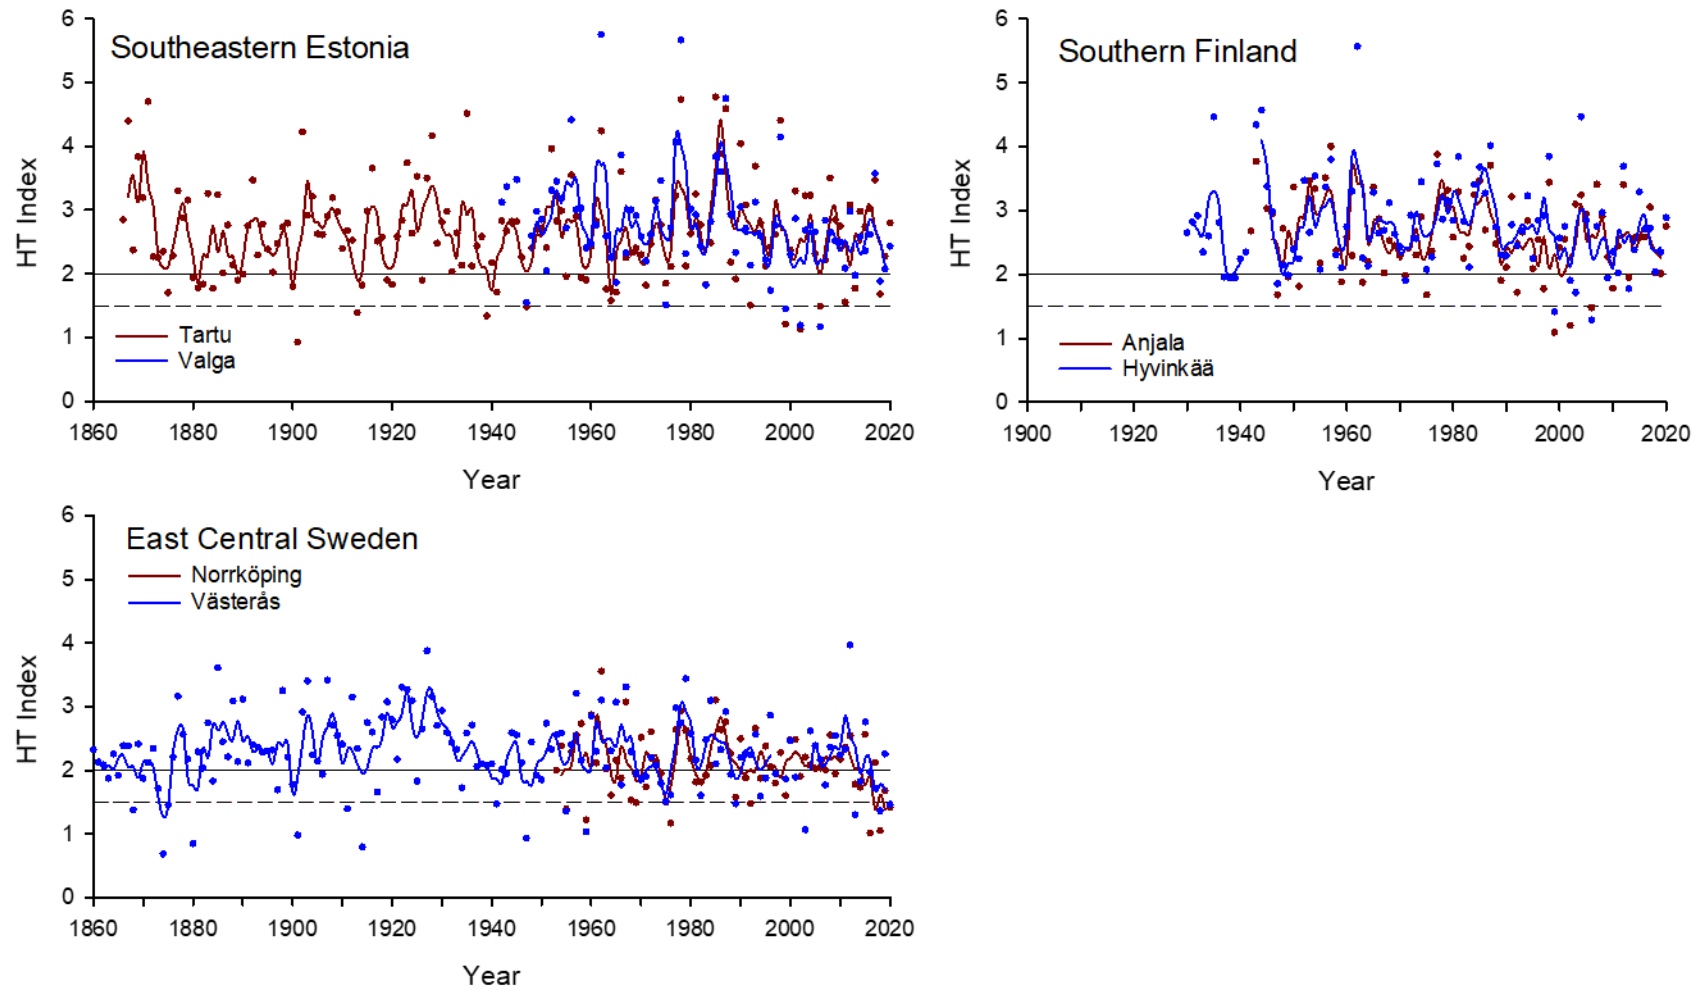 Southeastern Estonia
HT Index
6
5
4
3
2
1
0
Tartu
Valga
1860 1880 1900 1920 1940 1960 1980 2000 2020
Year
Southern Finland
HT Index
6
5
4
3
2
1
0
Anjala
Hyvinkää
1900 1920 1940 1960 1980 2000 2020
Year
East Central Sweden
Norrköping
Västerås
HT Index
6
5
4
3
2
1
0
1860 1880 1900 1920 1940 1960 1980 2000 2020
Year